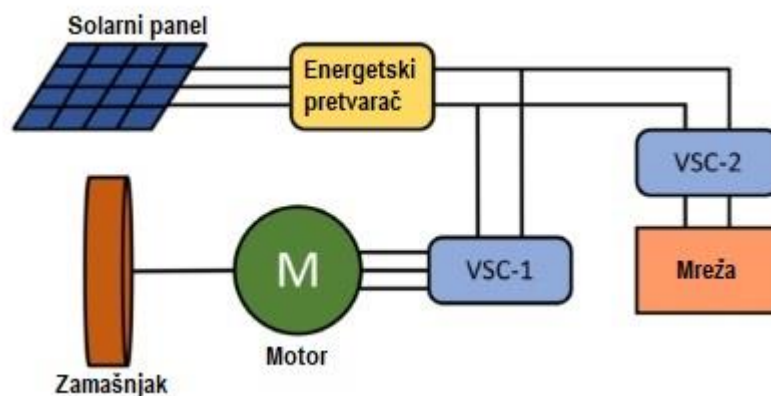 Solarni panel
Energetski
pretvarač
VSC-2
M
VSC-1
Mreža
Motor
Zamašnjak